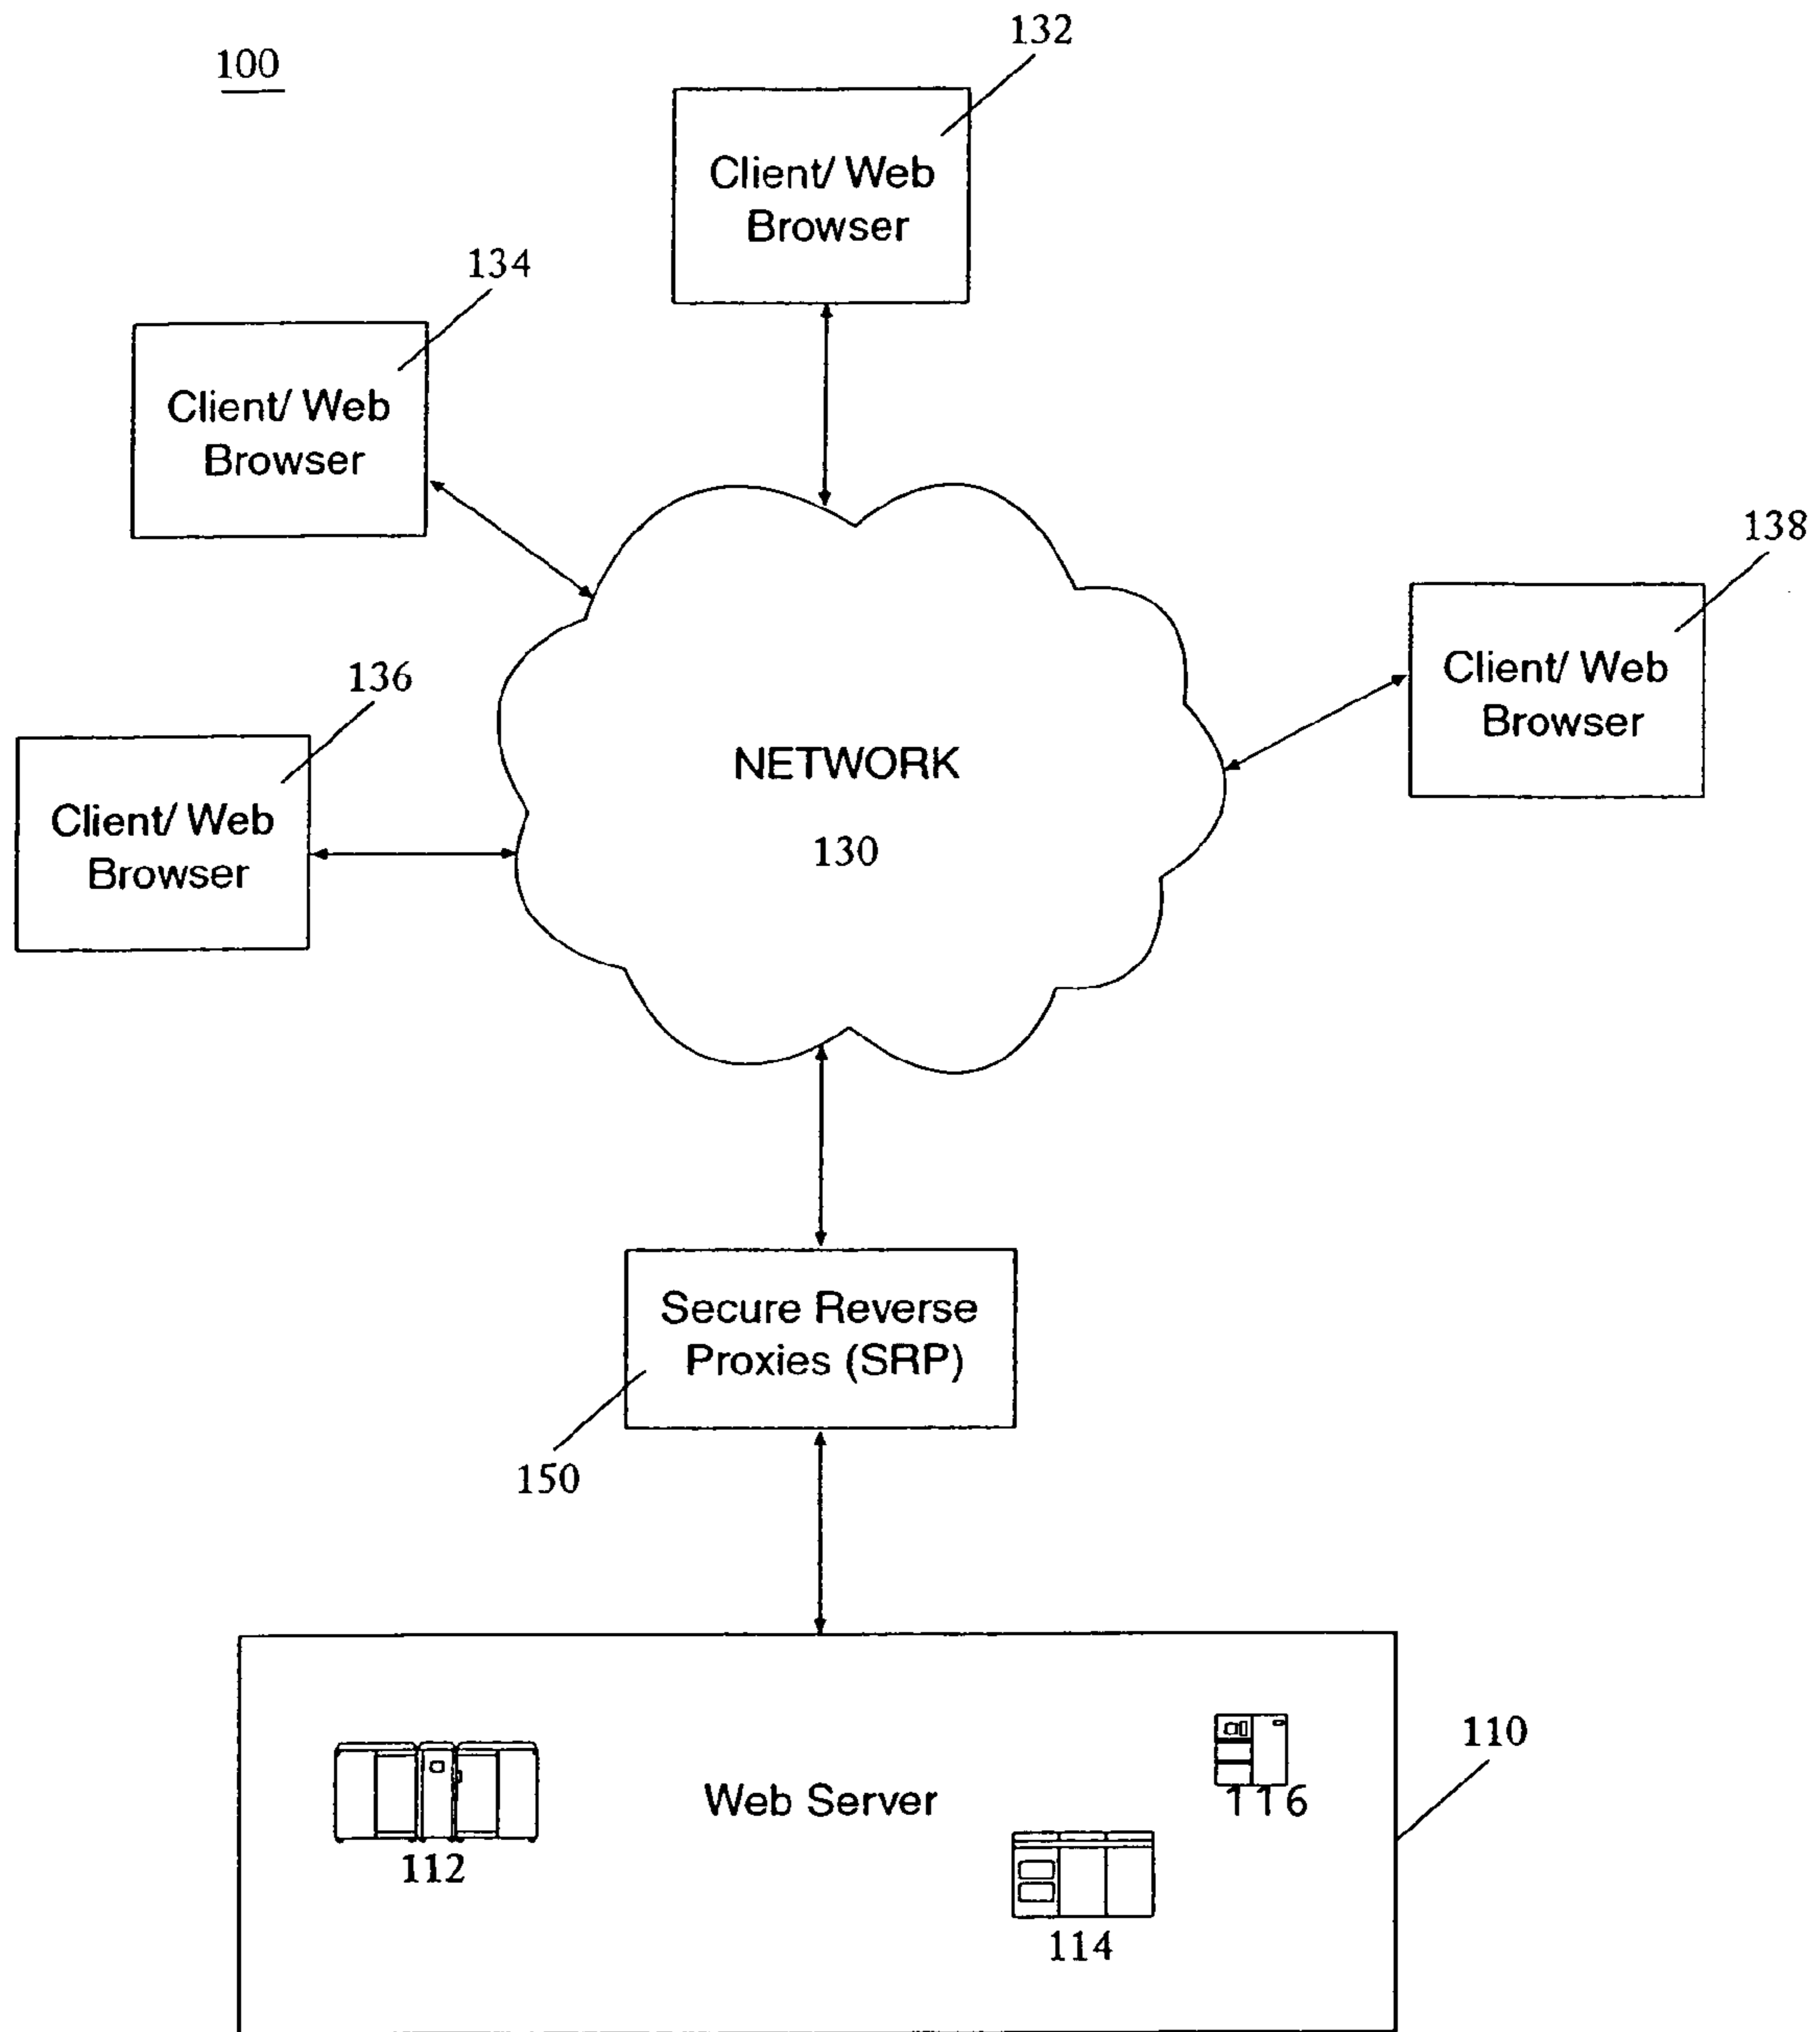 100
132
Client/ Web
Browser
134
Client/ Web
Browser
138
Client/ Web
Browser
136
Client/ Web
Browser
NETWORK
130
Secure Reverse
Proxies (SRP)
150
110
116
Web Server
112
114